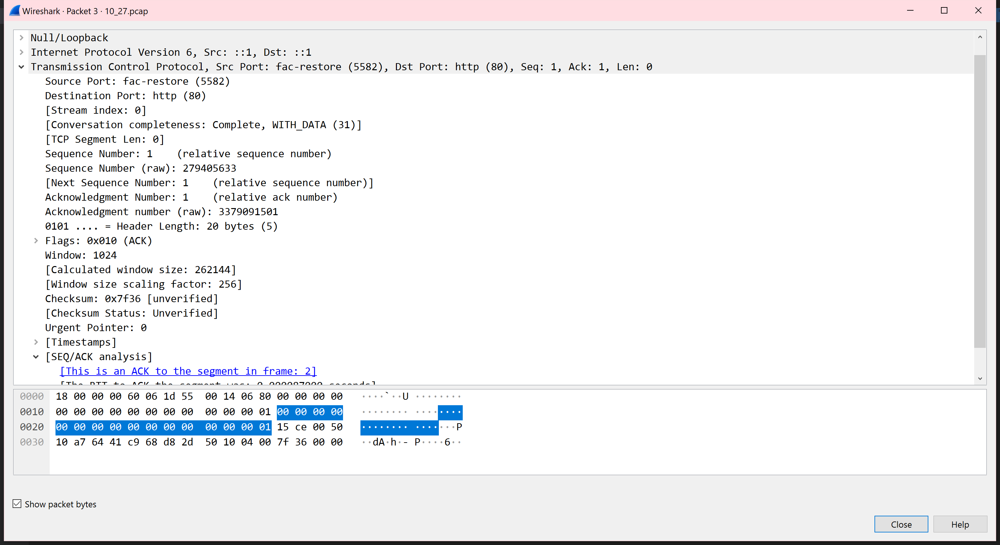 Wireshark · Packet 3 · 10_27.pcap
Null/Loopback
Internet Protocol Version 6, Src: ::1, Dst: ::1
Transmission Control Protocol, Src Port: fac-restore (5582), Dst Port: http (80), Seq: 1, Ack: 1, Len: 0
Source Port: fac-restore (5582)
Destination Port: http (80)
[Stream index: 0]
[Conversation completeness: Complete, WITH_DATA (31)]
[TCP Segment Len: 0]
Sequence Number: 1    (relative sequence number)
Sequence Number (raw): 279405633
[Next Sequence Number: 1    (relative sequence number)]
Acknowledgment Number: 1    (relative ack number)
Acknowledgment number (raw): 3379091501
0101 .... = Header Length: 20 bytes (5)
Flags: 0x010 (ACK)
Window: 1024
[Calculated window size: 262144]
[Window size scaling factor: 256]
Checksum: 0x7f36 [unverified]
[Checksum Status: Unverified]
Urgent Pointer: 0
[Timestamps]
[SEQ/ACK analysis]
[This is an ACK to the segment in frame: 2]
[The RTT to ACK the segment was: 0.000087000 seconds]
0000 18 00 00 00 60 06 1d 55 00 14 06 80 00 00 00 00 ····`··U ········
0010 00 00 00 00 00 00 00 00 00 00 00 01 00 00 00 00 ········ ········
0020 00 00 00 00 00 00 00 00 00 00 00 01 15 ce 00 50 ········ ·······P
0030 10 a7 64 41 c9 68 d8 2d 50 10 04 00 7f 36 00 00 ··dA·h·- P····6··
Show packet bytes
Close
Help